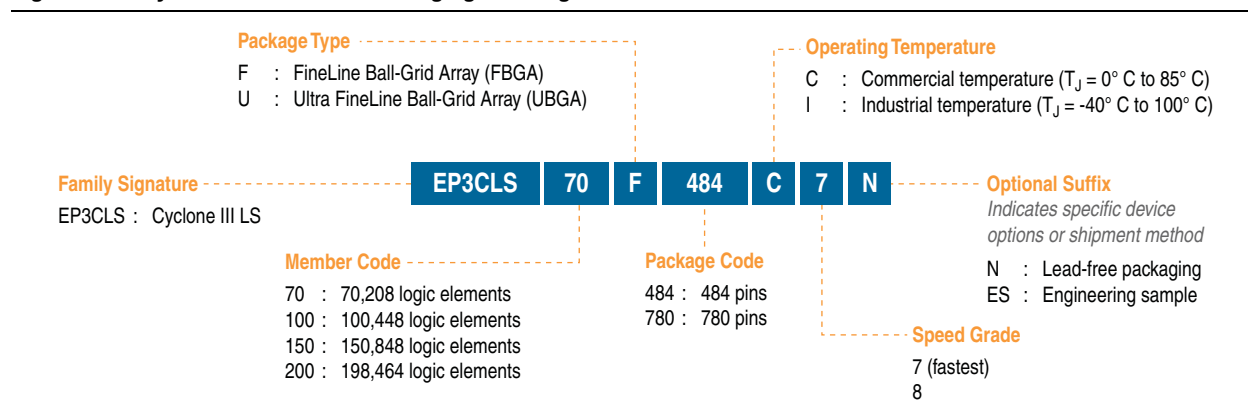 Package Type
F : FineLine Ball-Grid Array (FBGA)
U : Ultra FineLine Ball-Grid Array (UBGA)
Operating Temperature
C : Commercial temperature (TJ = 0° C to 85° C)
I : Industrial temperature (TJ = -40° C to 100° C)
Family Signature
EP3CLS : Cyclone III LS
EP3CLS 70 F 484 C 7 N
Optional Suffix
Indicates specific device
options or shipment method
N : Lead-free packaging
ES : Engineering sample
Member Code
70 : 70,208 logic elements
100 : 100,448 logic elements
150 : 150,848 logic elements
200 : 198,464 logic elements
Package Code
484 : 484 pins
780 : 780 pins
Speed Grade
7 (fastest)
8